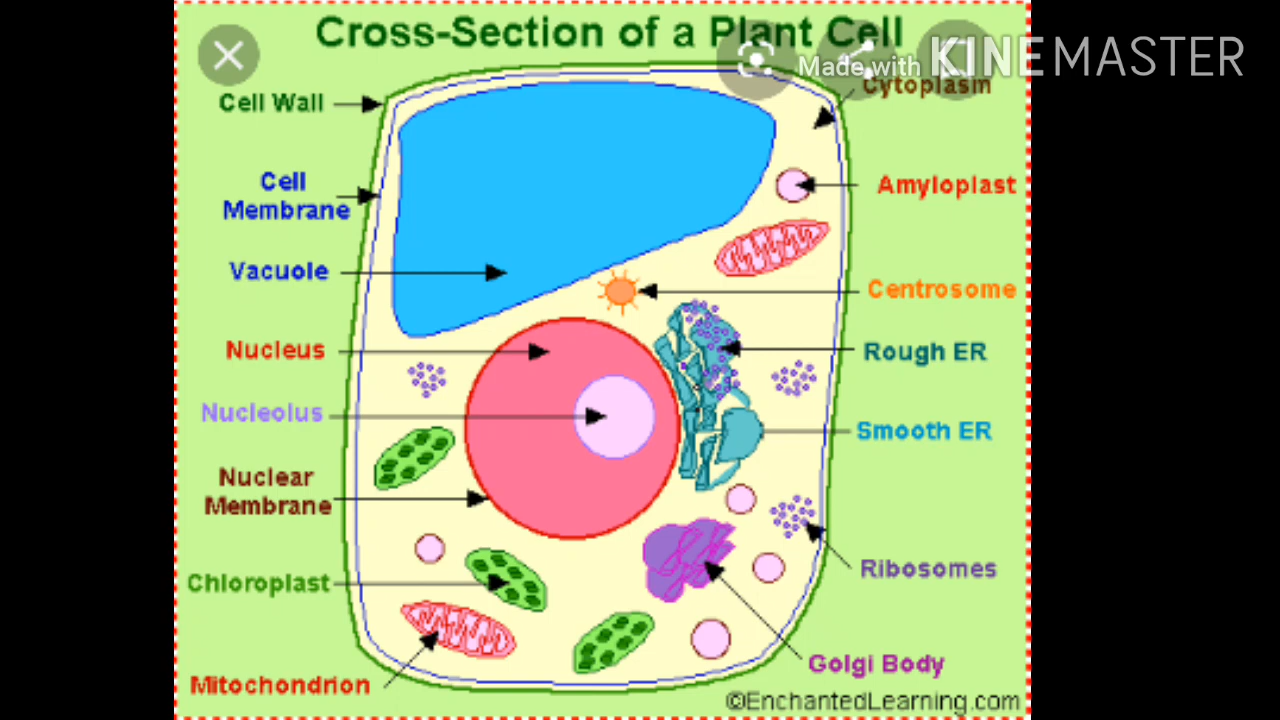 Cross-Section of a Plant Cell
Made with KINEMASTER
Cell Wall
Cytoplasm
Cell
Membrane
Amyloplast
Vacuole
Centrosome
Nucleus
Rough ER
Nucleolus
Smooth ER
Nuclear
Membrane
Ribosomes
Chloroplast
Golgi Body
Mitochondrion
©EnchantedLearning.com